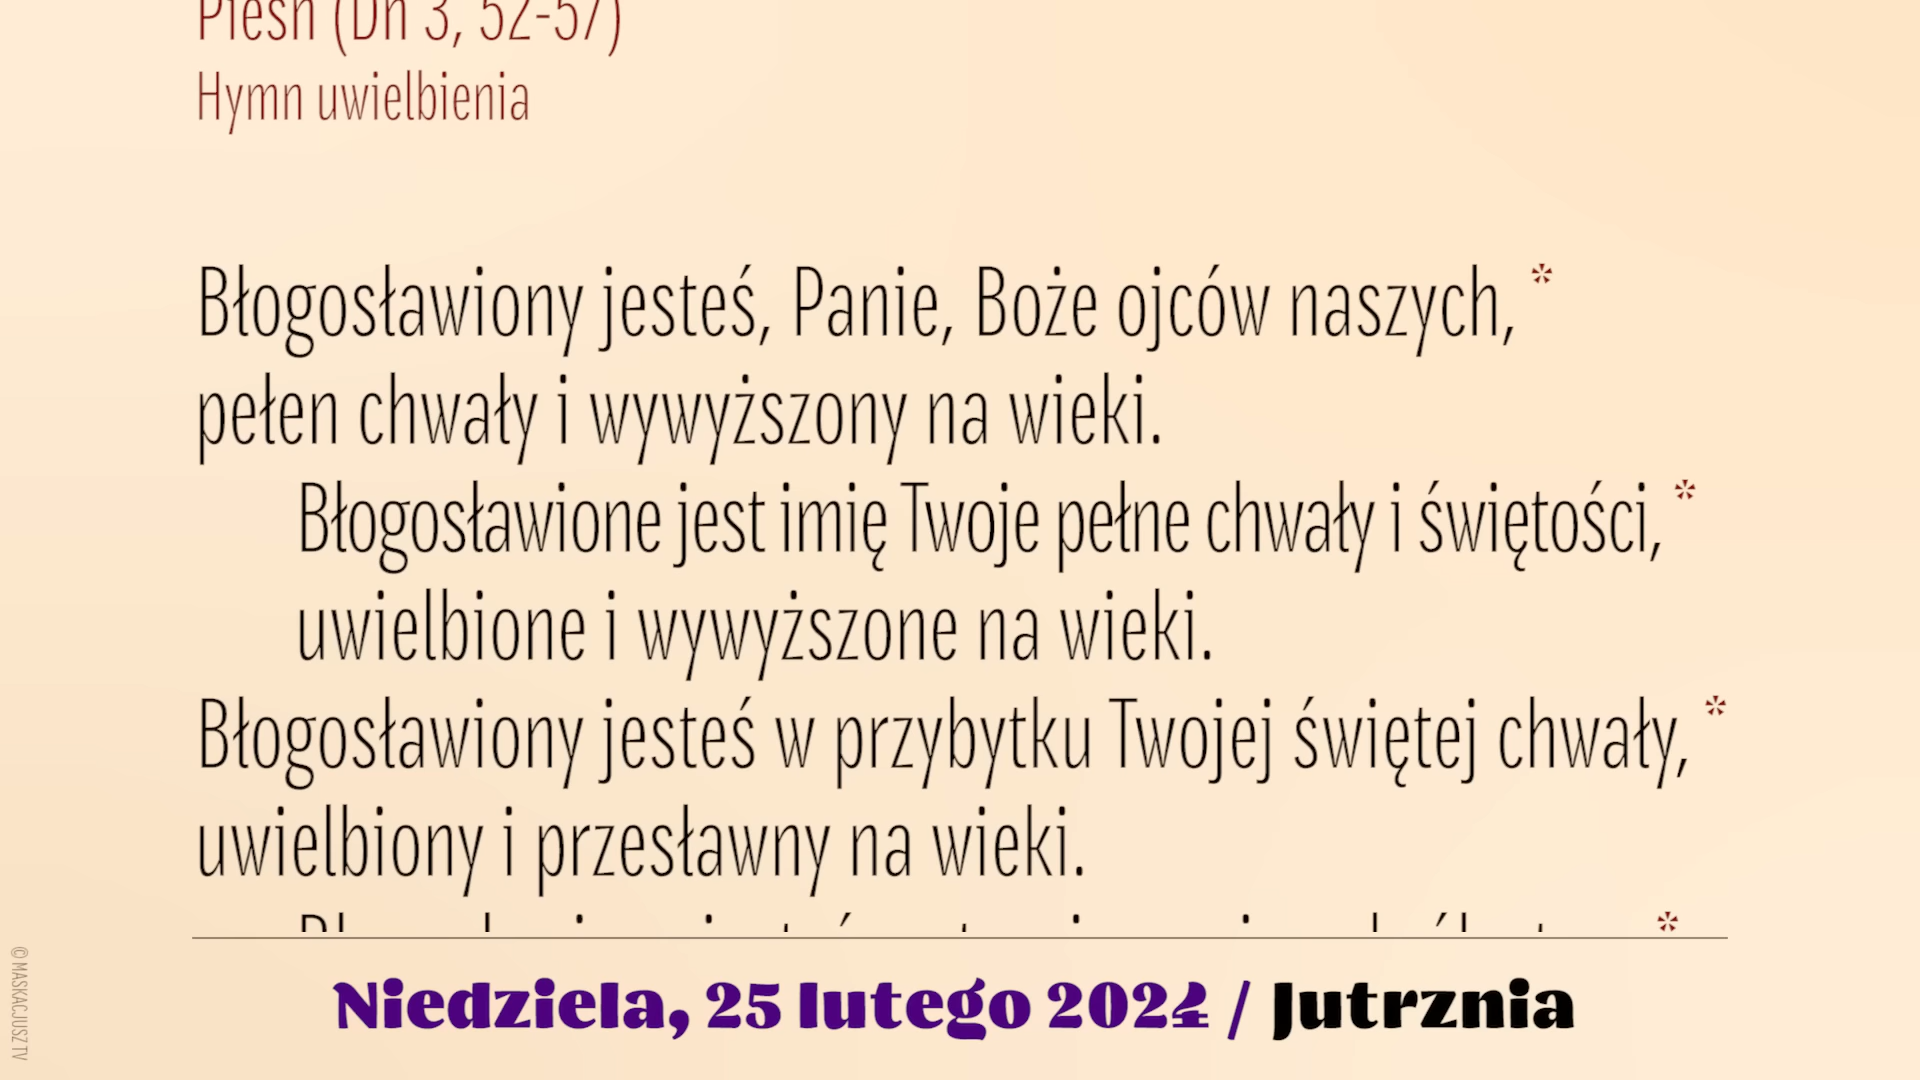 Pieśń (Dn 3, 52-57)
Hymn uwielbienia
Błogosławiony jesteś, Panie, Boże ojców naszych, *
pełen chwały i wywyższony na wieki.
Błogosławione jest imię Twoje pełne chwały i świętości, *
uwielbione i wywyższone na wieki.
Błogosławiony jesteś w przybytku Twojej świętej chwały, *
uwielbiony i przesławny na wieki.
*
Niedziela, 25 lutego 2024 / Jutrznia
© MASKACJUSZ TV